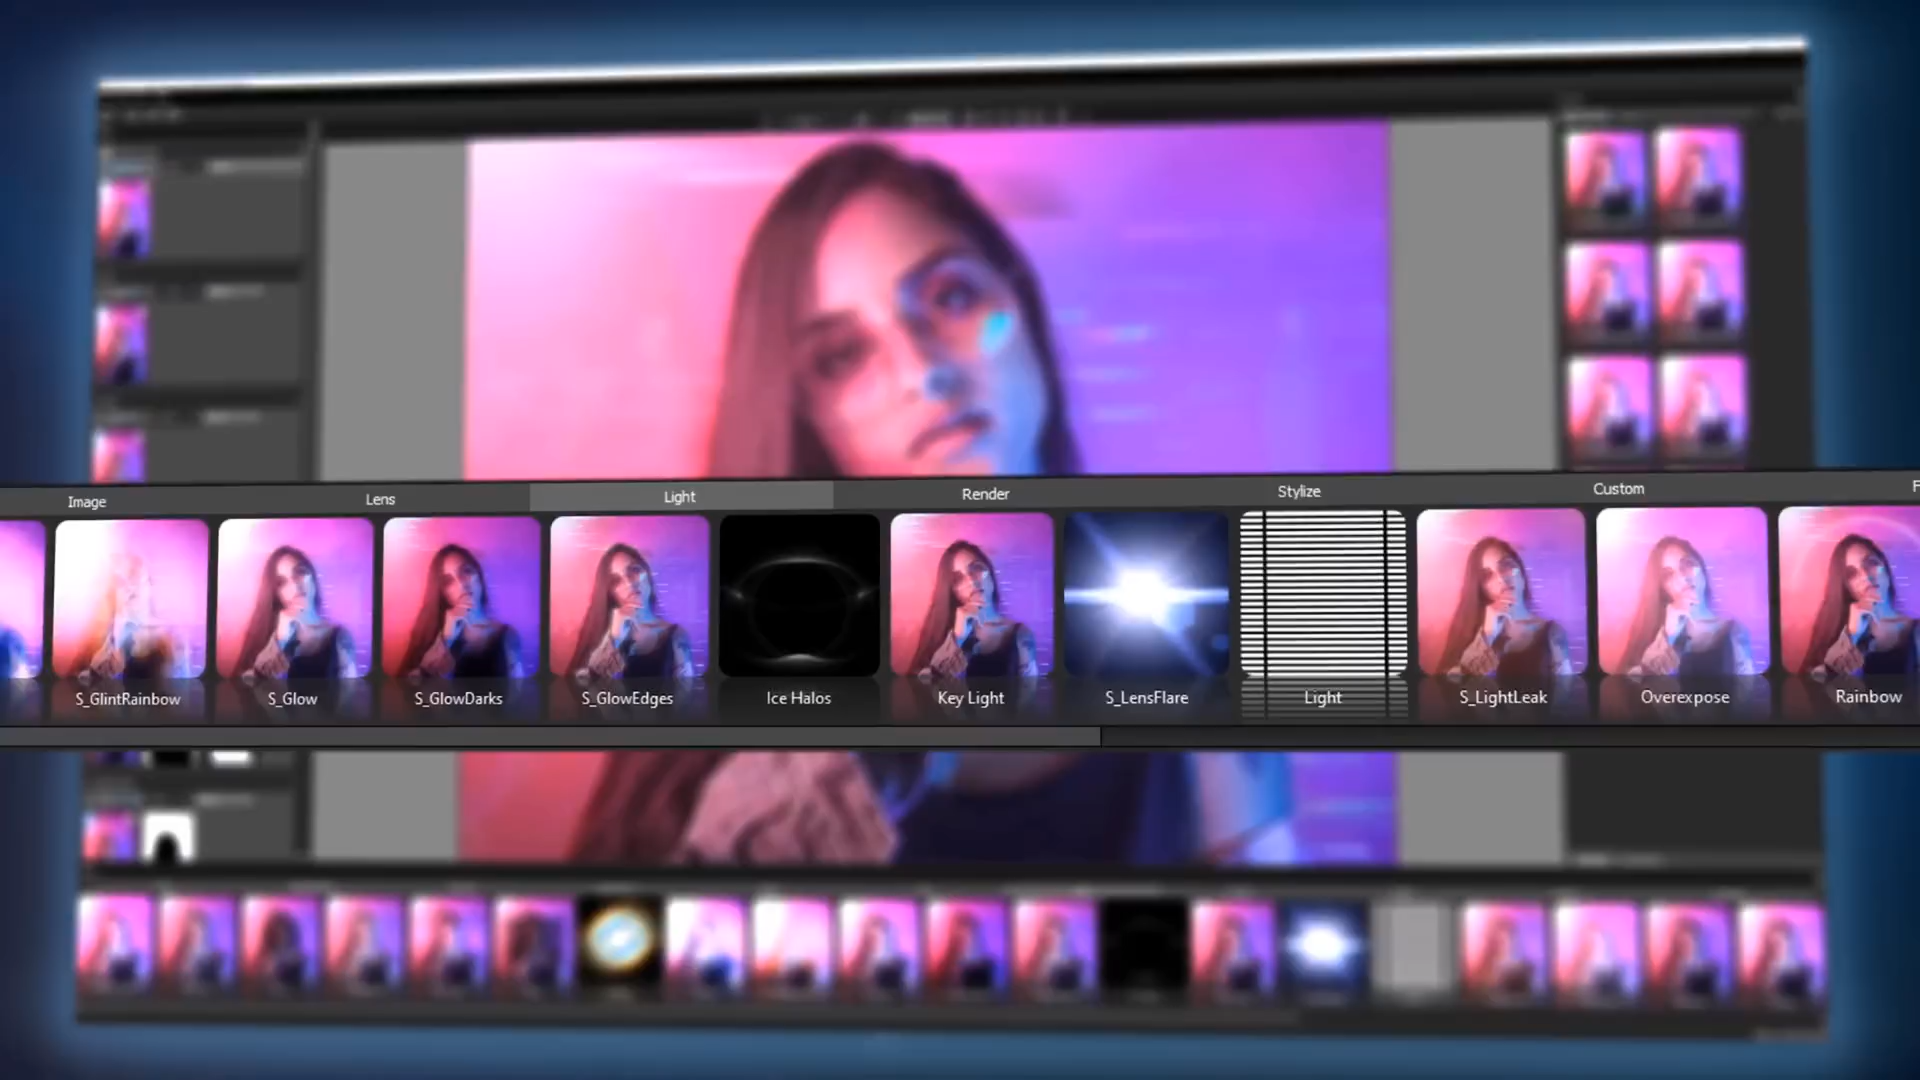 Image Lens Light Render Stylize Custom F
S_GlintRainbow S_Glow S_GlowDarks S_GlowEdges Ice Halos Key Light S_LensFlare Light S_LightLeak Overexpose Rainbow